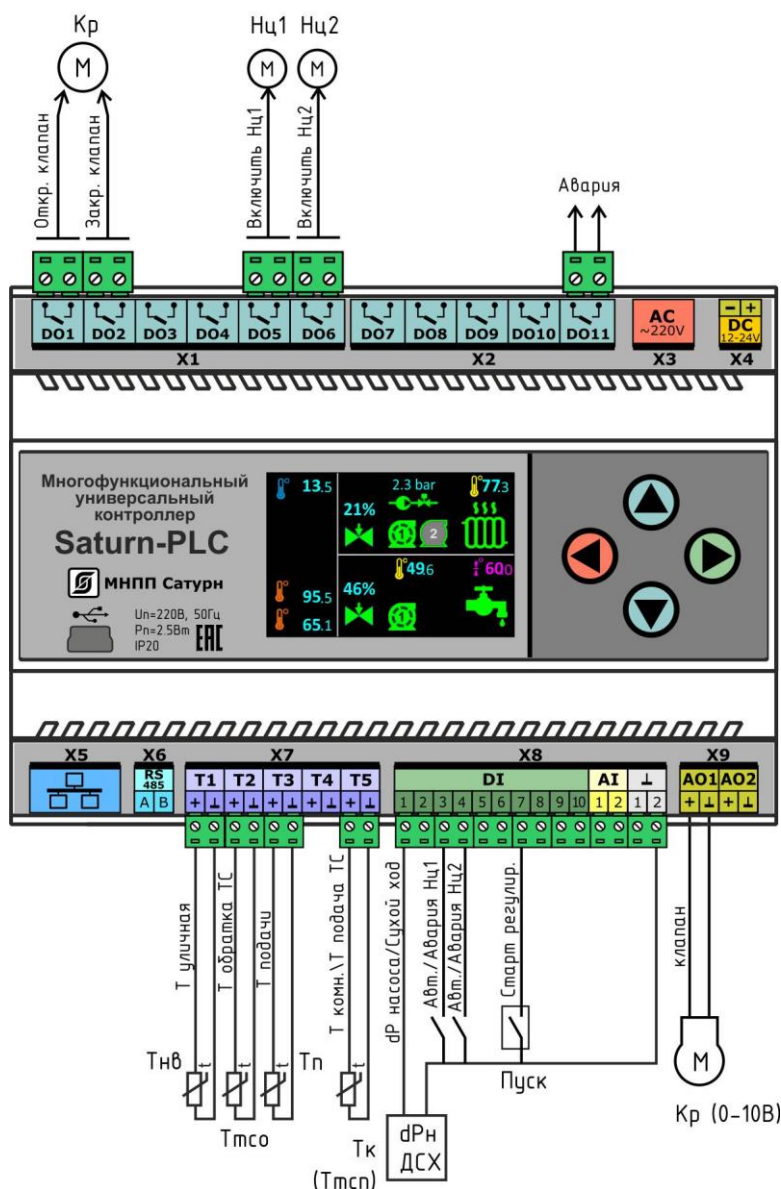 Кр
Нц1
Нц2
М
М
М
Откр. клапан
Закр. клапан
Включить Нц1
Включить Нц2
Авария
DO1 DO2 DO3 DO4 DO5 DO6 DO7 DO8 DO9 DO10 DO11
AC
~220V
- +
DC
12-24V
X1 X2 X3 X4
Многофункциональный
универсальный
контроллер
Saturn-PLC
МНПП Сатурн
Uп=220В, 50Гц
Рп=2.5Вт
IP20
EAC
13.5
2.3 bar
77.3
21%
1
2
95.5
65.1
49.6
60.0
46%
1
X5 X6 X7 X8 X9
RS
485
A B
T1 T2 T3 T4 T5
+ ⊥ + ⊥ + ⊥ + ⊥ + ⊥
DI AI ⊥
1 2 3 4 5 6 7 8 9 10 1 2 1 2
AO1 AO2
+ ⊥ + ⊥
Т уличная
Т обратка ТС
Т подачи
Т комн.\Т подача ТС
dP насоса/Сухой ход
Авт./Авария Нц1
Авт./Авария Нц2
Старт регулир.
клапан
t
t
t
t
Тнв
Тп
Ттсо
Тк
(Ттсп)
dPн
ДСХ
Пуск
М
Кр (0-10В)